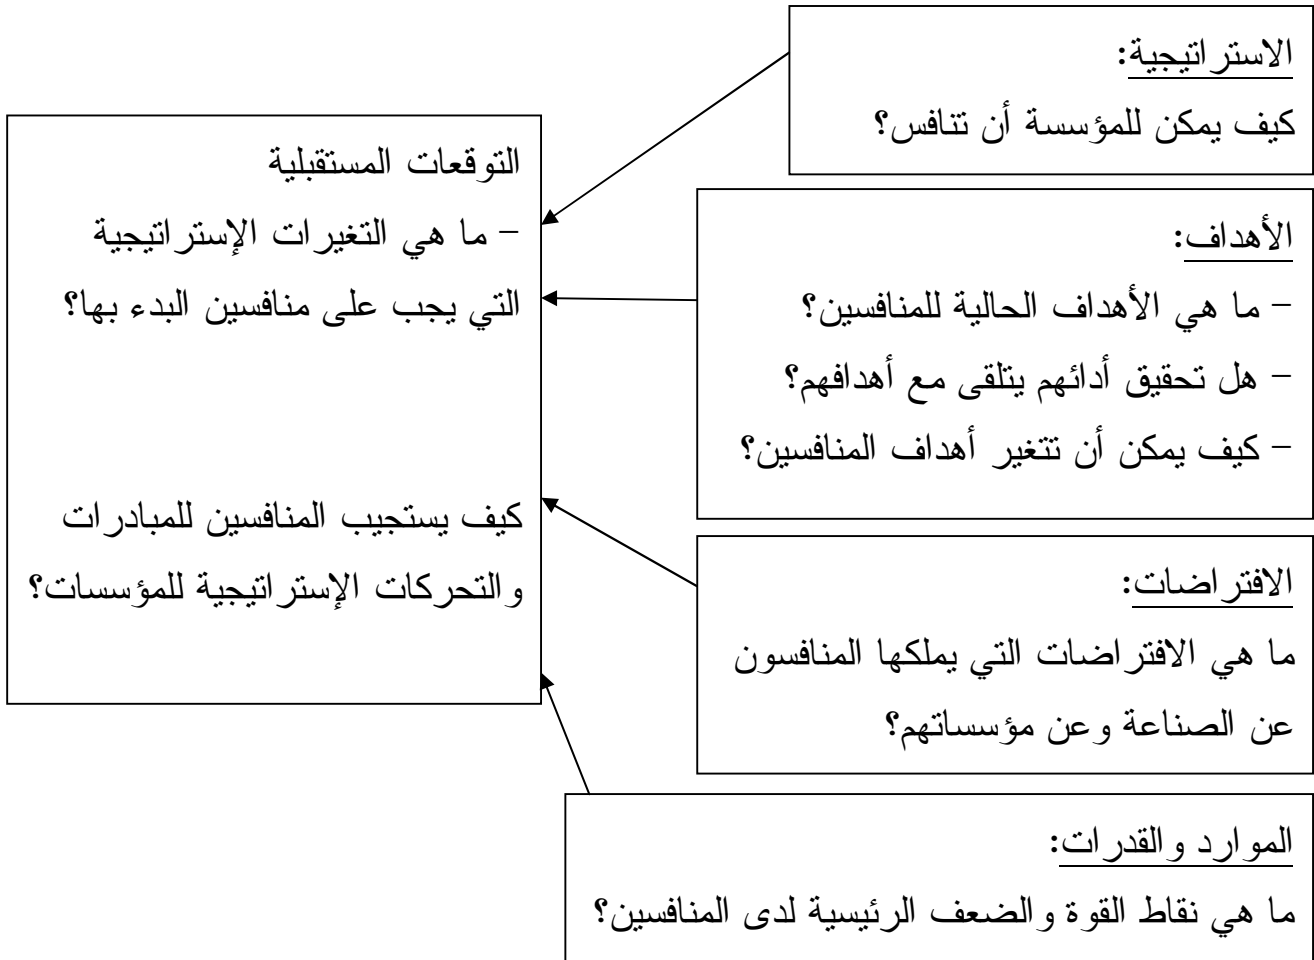 الاستراتيجية:
كيف يمكن للمؤسسة أن تنافس؟
الأهداف:
– ما هي الأهداف الحالية للمنافسين؟
– هل تحقيق أدائهم يتلقى مع أهدافهم؟
– كيف يمكن أن تتغير أهداف المنافسين؟
الافتراضات:
ما هي الافتراضات التي يملكها المنافسون
عن الصناعة وعن مؤسساتهم؟
الموارد والقدرات:
ما هي نقاط القوة والضعف الرئيسية لدى المنافسين؟
التوقعات المستقبلية
– ما هي التغيرات الإستراتيجية
التي يجب على منافسين البدء بها؟
كيف يستجيب المنافسين للمبادرات
والتحركات الإستراتيجية للمؤسسات؟